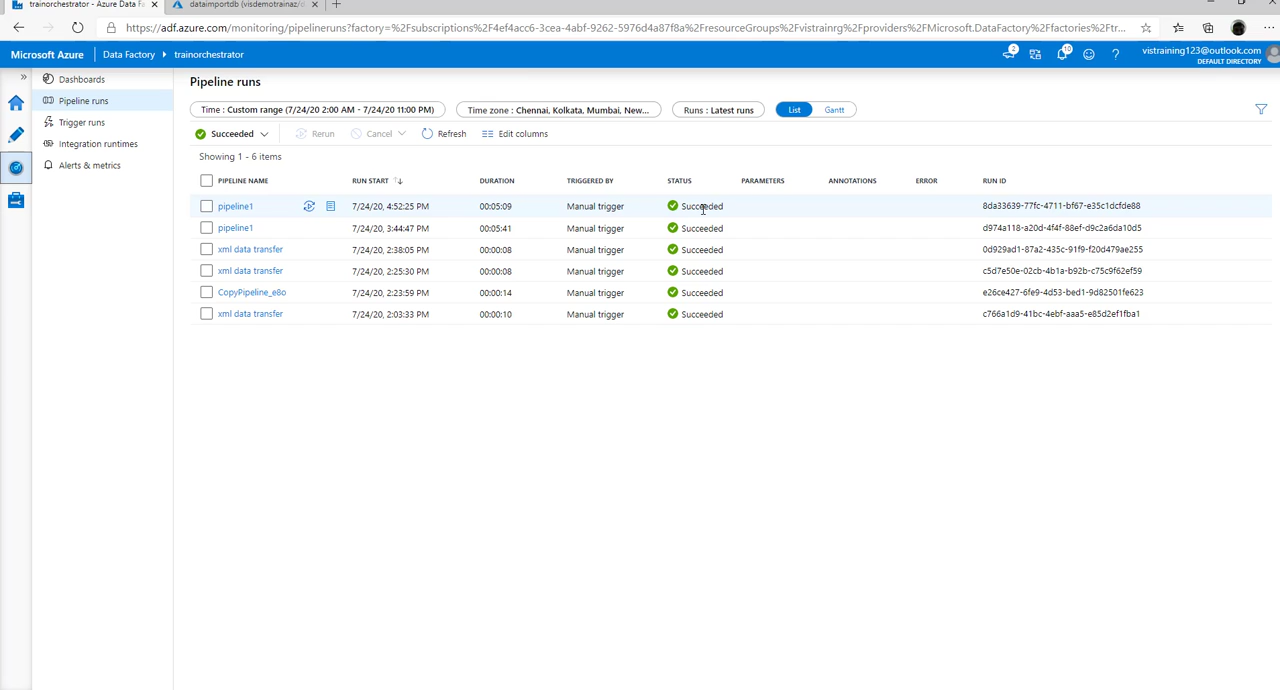 trainorchestrator - Azure Data F
dataimportdb (visdemotrainaz/d
https://adf.azure.com/monitoring/pipelineruns?factory=%2Fsubscriptions%2F4ef4acc6-3cea-4abf-9262-5976d4a87f8a%2FresourceGroups%2Fvistrainrg%2Fproviders%2FMicrosoft.DataFactory%2Ffactories%2Ftr...
Microsoft Azure
Data Factory
trainorchestrator
2
10
?
vistraining123@outlook.com
DEFAULT DIRECTORY
Dashboards
Pipeline runs
Trigger runs
Integration runtimes
Alerts & metrics
Pipeline runs
Time : Custom range (7/24/20 2:00 AM - 7/24/20 11:00 PM)
Time zone : Chennai, Kolkata, Mumbai, New...
Runs : Latest runs
List
Gantt
Succeeded
Rerun
Cancel
Refresh
Edit columns
Showing 1 - 6 items
PIPELINE NAME RUN START DURATION TRIGGERED BY STATUS PARAMETERS ANNOTATIONS ERROR RUN ID
pipeline1 7/24/20, 4:52:25 PM 00:05:09 Manual trigger Succeeded 8da33639-77fc-4711-bf67-e35c1dcfde88
pipeline1 7/24/20, 3:44:47 PM 00:05:41 Manual trigger Succeeded d974a118-a20d-4f4f-88ef-d9c2a6da10d5
xml data transfer 7/24/20, 2:38:05 PM 00:00:08 Manual trigger Succeeded 0d929ad1-87a2-435c-91f9-f20d479ae255
xml data transfer 7/24/20, 2:25:30 PM 00:00:08 Manual trigger Succeeded c5d7e50e-02cb-4b1a-b92b-c75c9f62ef59
CopyPipeline_e8o 7/24/20, 2:23:59 PM 00:00:14 Manual trigger Succeeded e26ce427-6fe9-4d53-bed1-9d82501fe623
xml data transfer 7/24/20, 2:03:33 PM 00:00:10 Manual trigger Succeeded c766a1d9-41bc-4ebf-aaa5-e85d2ef1fba1